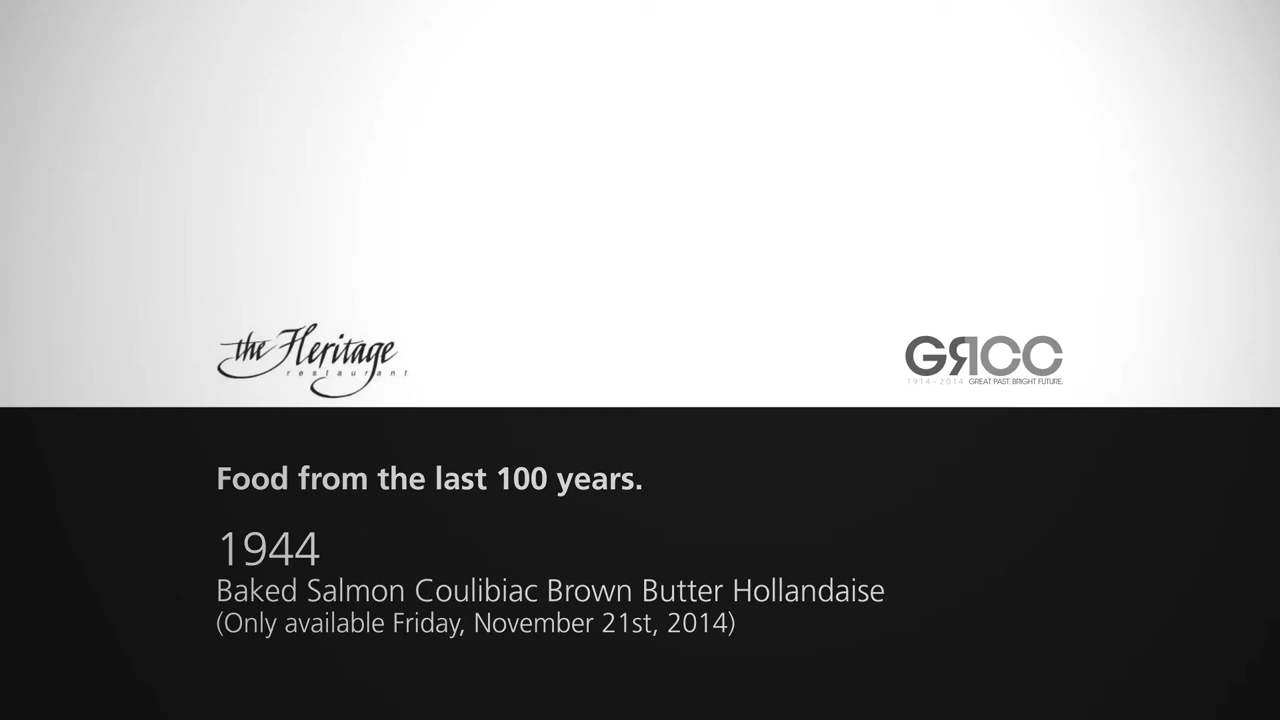 the Heritage
restaurant
GRCC
1914 - 2014 GREAT PAST. BRIGHT FUTURE.
Food from the last 100 years.
1944
Baked Salmon Coulibiac Brown Butter Hollandaise
(Only available Friday, November 21st, 2014)